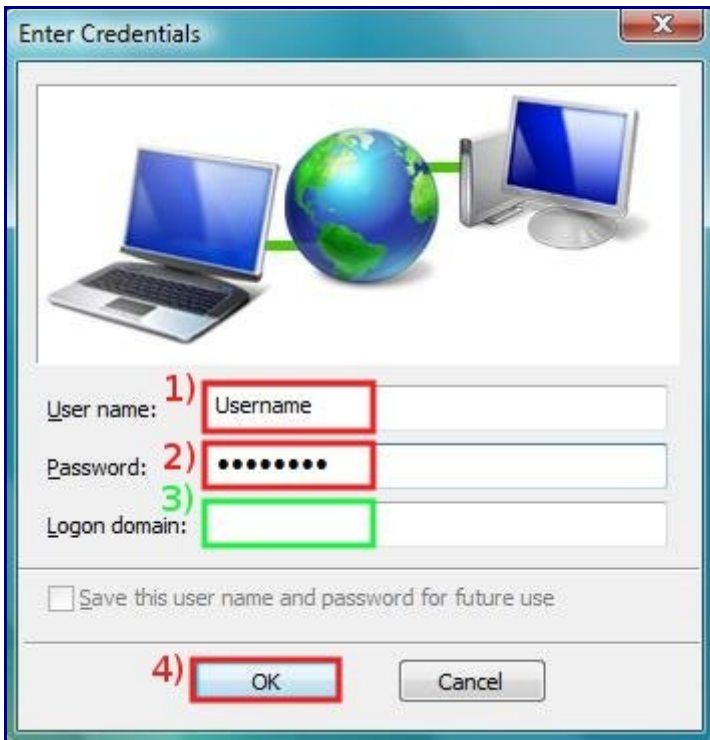 Enter Credentials
User name: 1) Username
Password: 2) ••••••••
3)
Logon domain:
Save this user name and password for future use
4) OK Cancel